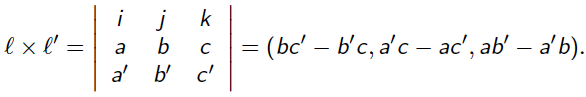 ℓ × ℓ′ = | i j k | = (bc′ − b′c, a′c − ac′, ab′ − a′b).
| a b c |
| a′ b′ c′ |